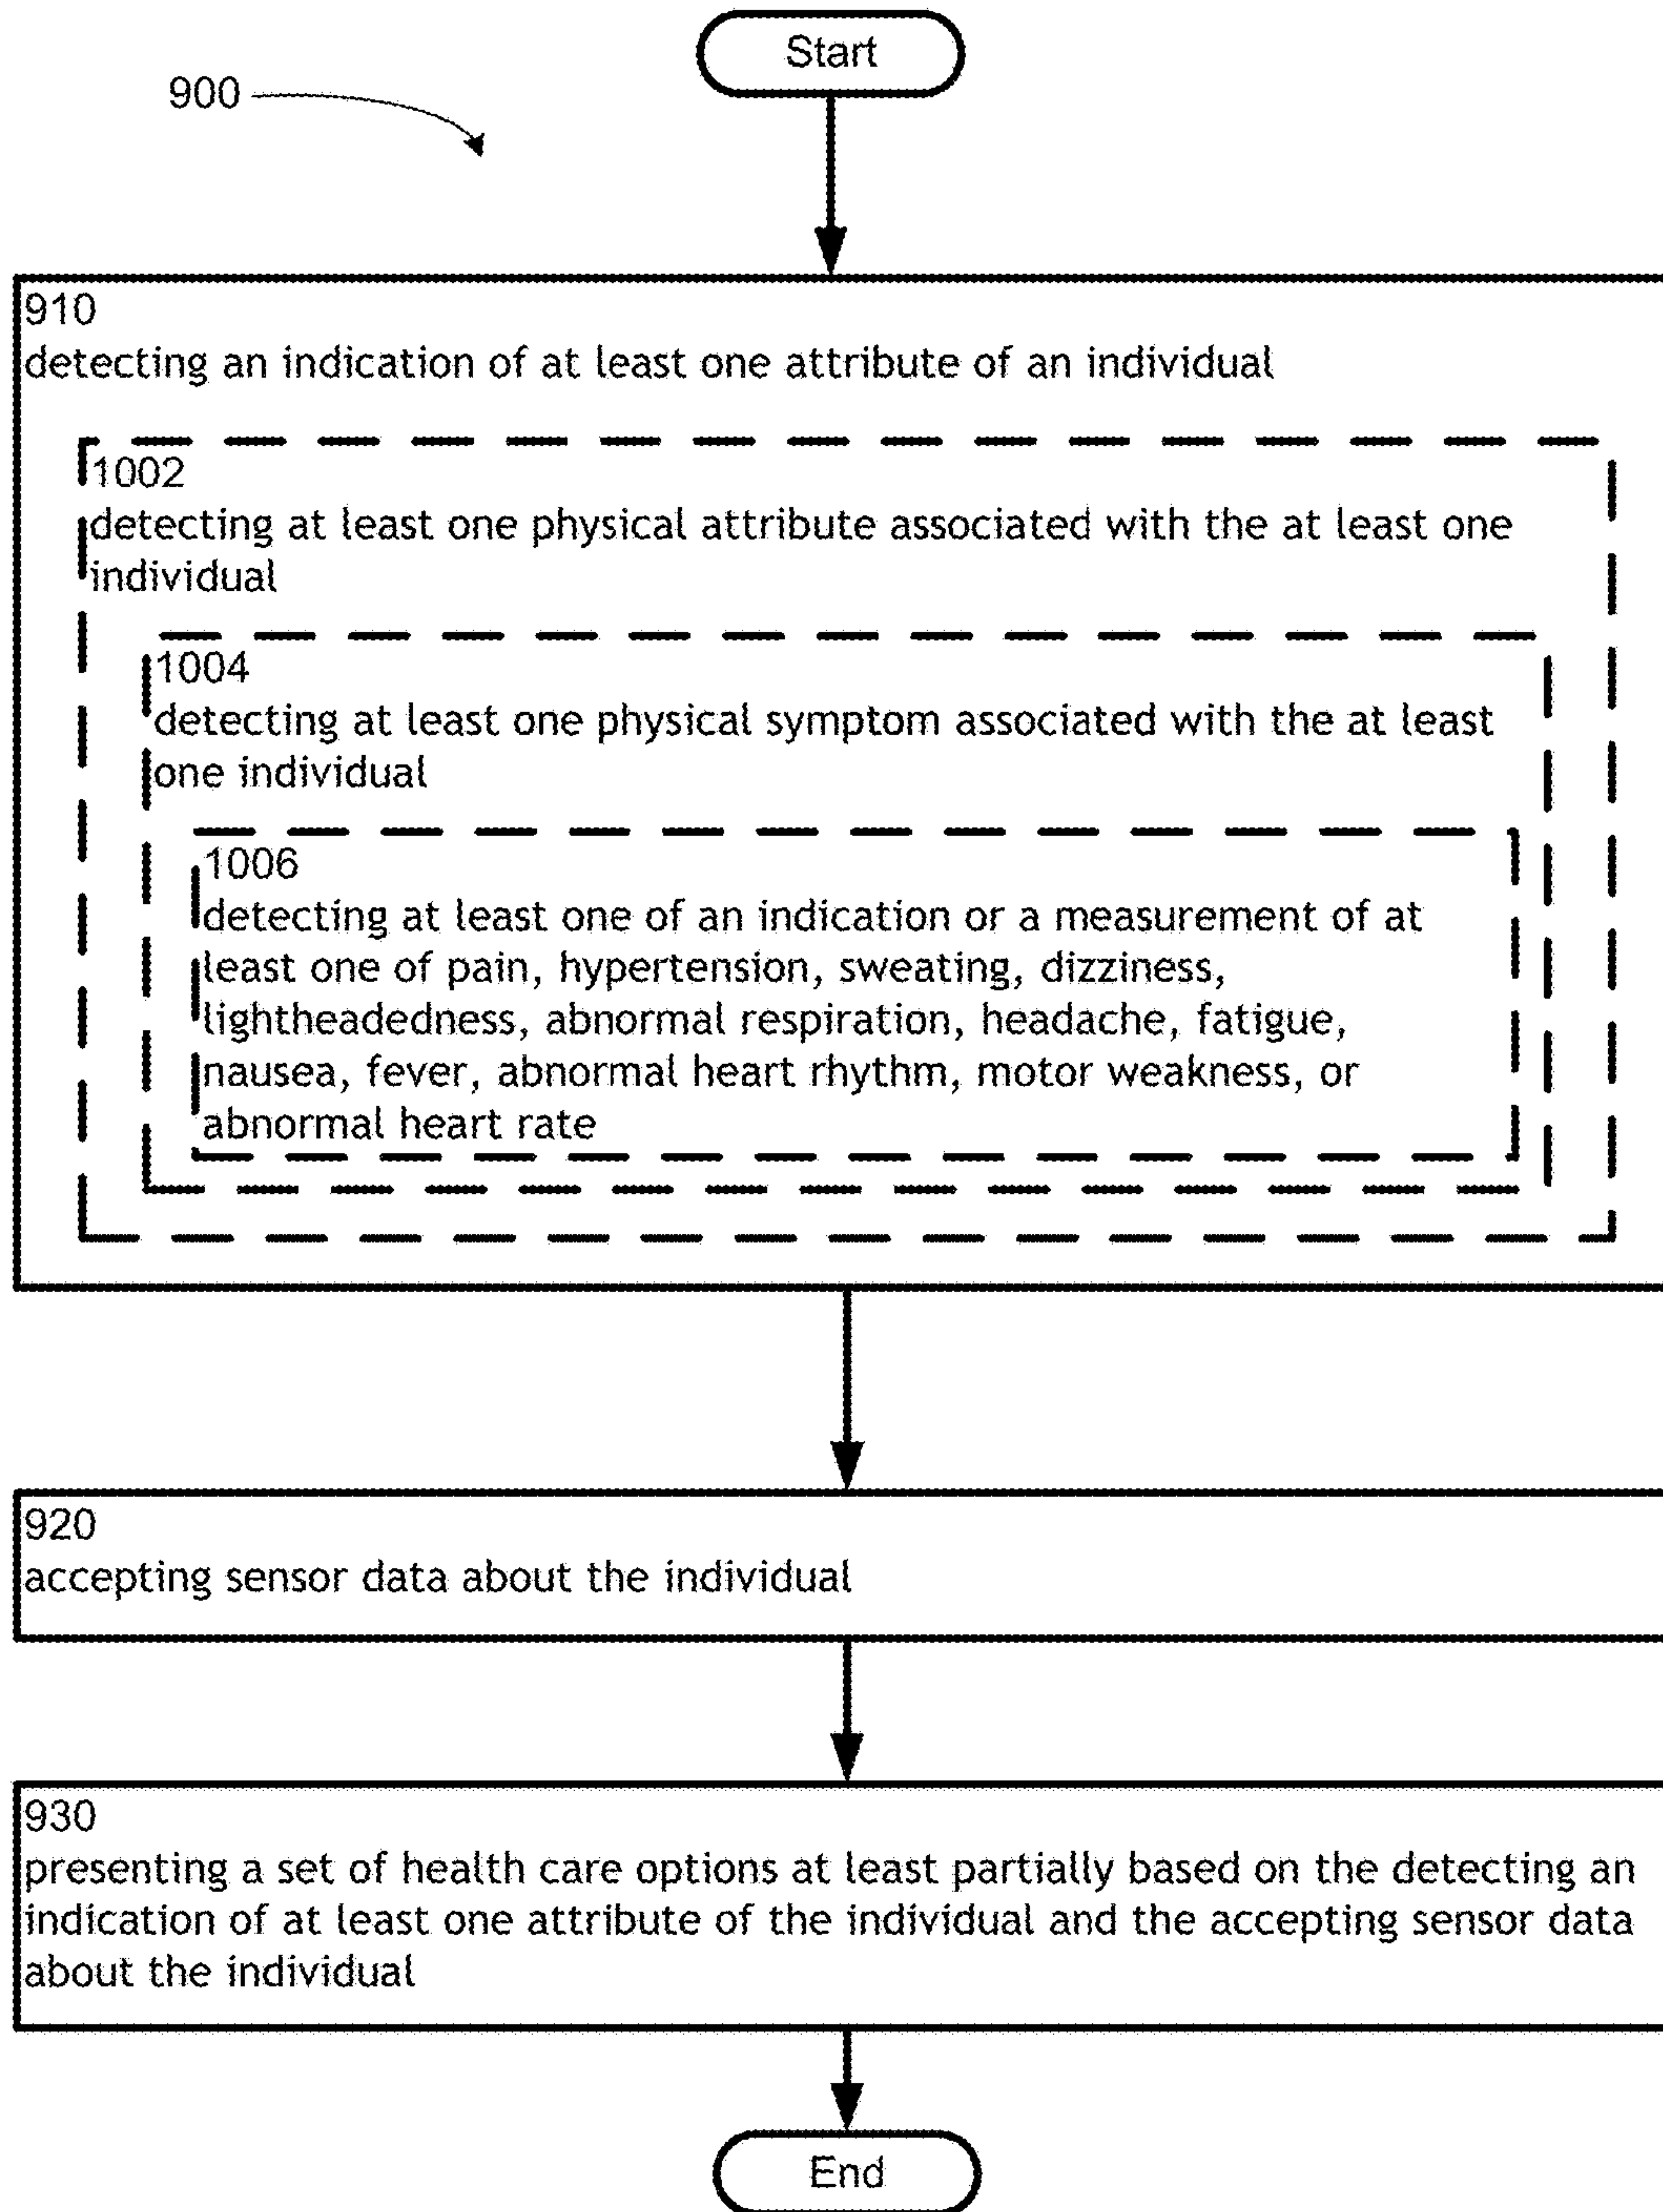 Start
900
910
detecting an indication of at least one attribute of an individual
1002
detecting at least one physical attribute associated with the at least one
individual
1004
detecting at least one physical symptom associated with the at least
one individual
1006
detecting at least one of an indication or a measurement of at
least one of pain, hypertension, sweating, dizziness,
lightheadedness, abnormal respiration, headache, fatigue,
nausea, fever, abnormal heart rhythm, motor weakness, or
abnormal heart rate
920
accepting sensor data about the individual
930
presenting a set of health care options at least partially based on the detecting an
indication of at least one attribute of the individual and the accepting sensor data
about the individual
End